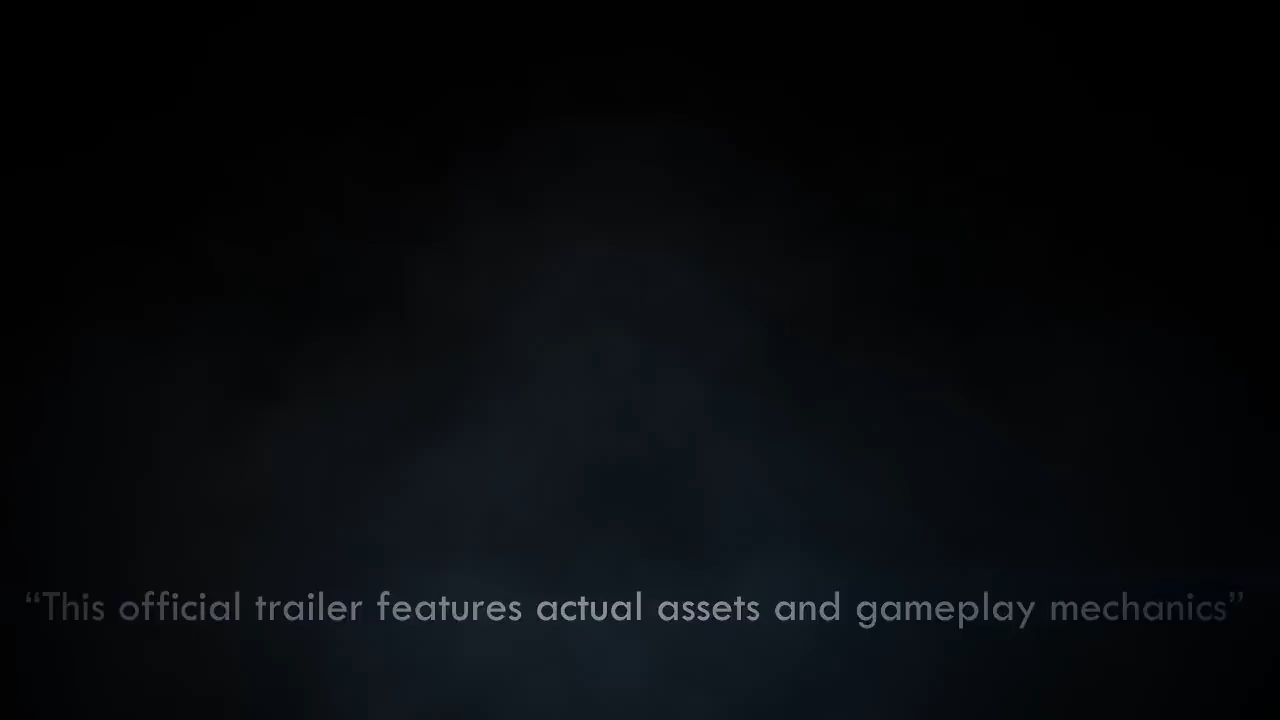 “This official trailer features actual assets and gameplay mechanics”